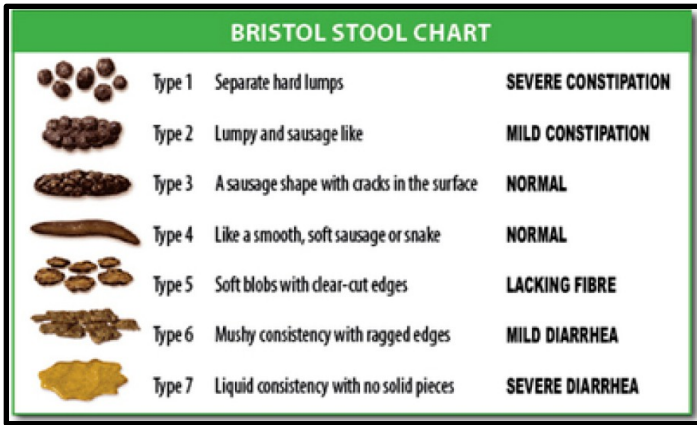 BRISTOL STOOL CHART
Type 1 Separate hard lumps SEVERE CONSTIPATION
Type 2 Lumpy and sausage like MILD CONSTIPATION
Type 3 A sausage shape with cracks in the surface NORMAL
Type 4 Like a smooth, soft sausage or snake NORMAL
Type 5 Soft blobs with clear-cut edges LACKING FIBRE
Type 6 Mushy consistency with ragged edges MILD DIARRHEA
Type 7 Liquid consistency with no solid pieces SEVERE DIARRHEA